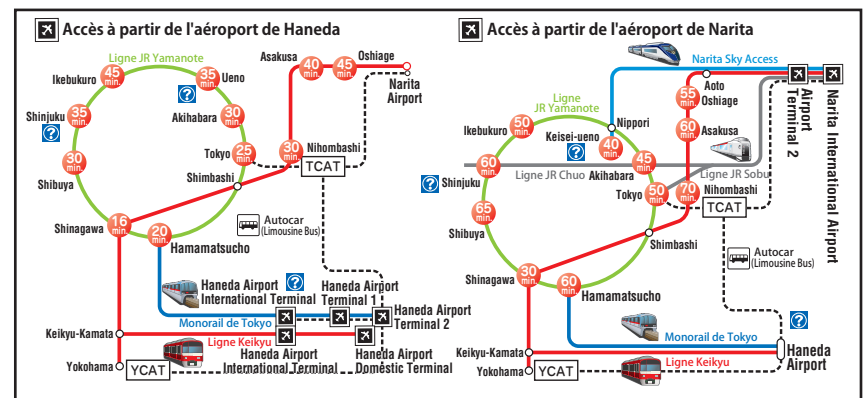 Accès à partir de l'aéroport de Haneda
Ligne JR Yamanote
Asakusa
Oshiage
40 min.
45 min.
Ikebukuro
45 min.
35 min.
Ueno
?
Narita
Airport
Shinjuku
35 min.
?
Akihabara
30 min.
Tokyo
25 min.
30 min.
Nihombashi
TCAT
30 min.
Shibuya
Shimbashi
16 min.
Shinagawa
20 min.
Hamamatsucho
Autocar
(Limousine Bus)
Haneda Airport
International Terminal
?
Haneda Airport
Terminal 1
Haneda Airport
Terminal 2
Monorail de Tokyo
Keikyu-Kamata
Ligne Keikyu
Haneda Airport
International Terminal
Haneda Airport
Domestic Terminal
Yokohama
YCAT
Accès à partir de l'aéroport de Narita
Narita Sky Access
Aoto
55 min.
Oshiage
Airport
Terminal 2
Narita International Airport
Ligne
JR Yamanote
Ikebukuro
50 min.
Nippori
Keisei-ueno
?
40 min.
60 min.
Asakusa
60 min.
?
Shinjuku
Ligne JR Chuo
Akihabara
45 min.
Ligne JR Sobu
Tokyo
50 min.
70 min.
Nihombashi
TCAT
65 min.
Shibuya
Shimbashi
Autocar
(Limousine Bus)
30 min.
Shinagawa
60 min.
Hamamatsucho
?
Monorail de Tokyo
Keikyu-Kamata
Ligne Keikyu
Haneda
Airport
Yokohama
YCAT